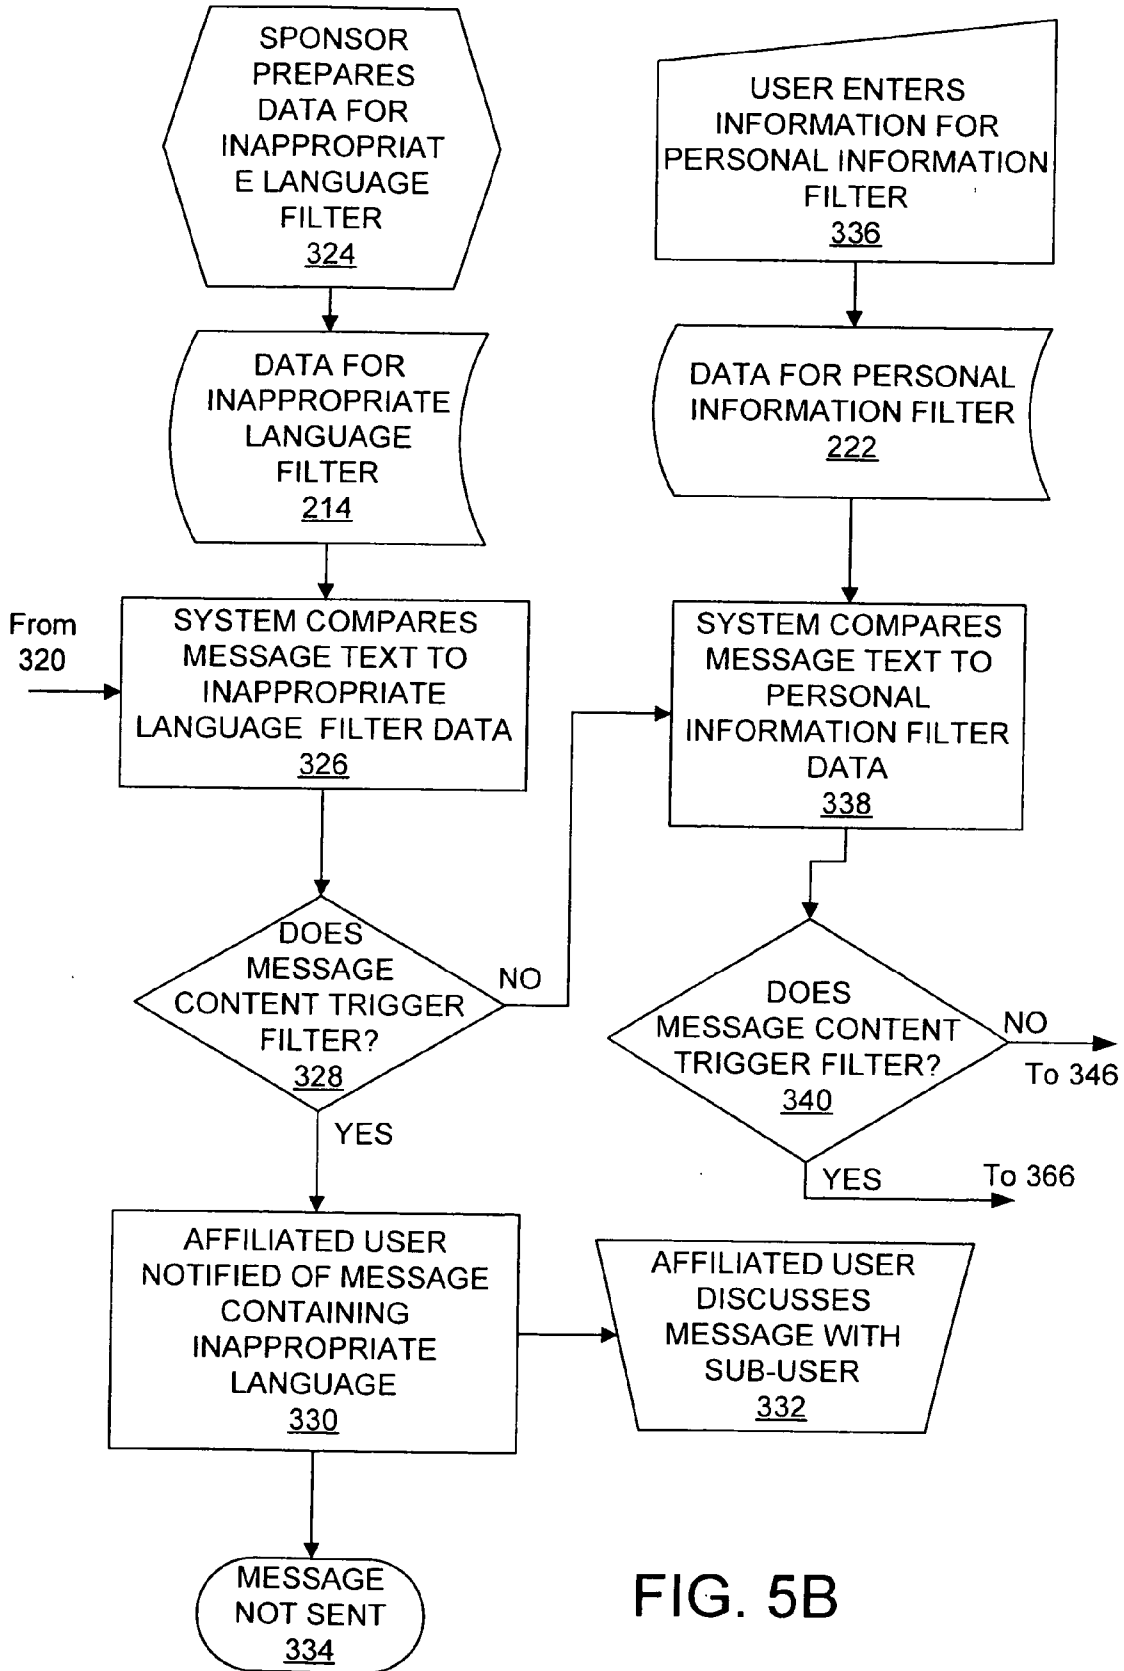 SPONSOR
PREPARES
DATA FOR
INAPPROPRIAT
E LANGUAGE
FILTER
324
USER ENTERS
INFORMATION FOR
PERSONAL INFORMATION
FILTER
336
DATA FOR
INAPPROPRIATE
LANGUAGE
FILTER
214
DATA FOR PERSONAL
INFORMATION FILTER
222
From
320
SYSTEM COMPARES
MESSAGE TEXT TO
INAPPROPRIATE
LANGUAGE FILTER DATA
326
SYSTEM COMPARES
MESSAGE TEXT TO
PERSONAL
INFORMATION FILTER
DATA
338
DOES
MESSAGE
CONTENT TRIGGER
FILTER?
328
NO
YES
DOES
MESSAGE CONTENT
TRIGGER FILTER?
340
NO
To 346
YES
To 366
AFFILIATED USER
NOTIFIED OF MESSAGE
CONTAINING
INAPPROPRIATE
LANGUAGE
330
AFFILIATED USER
DISCUSSES
MESSAGE WITH
SUB-USER
332
MESSAGE
NOT SENT
334
FIG. 5B